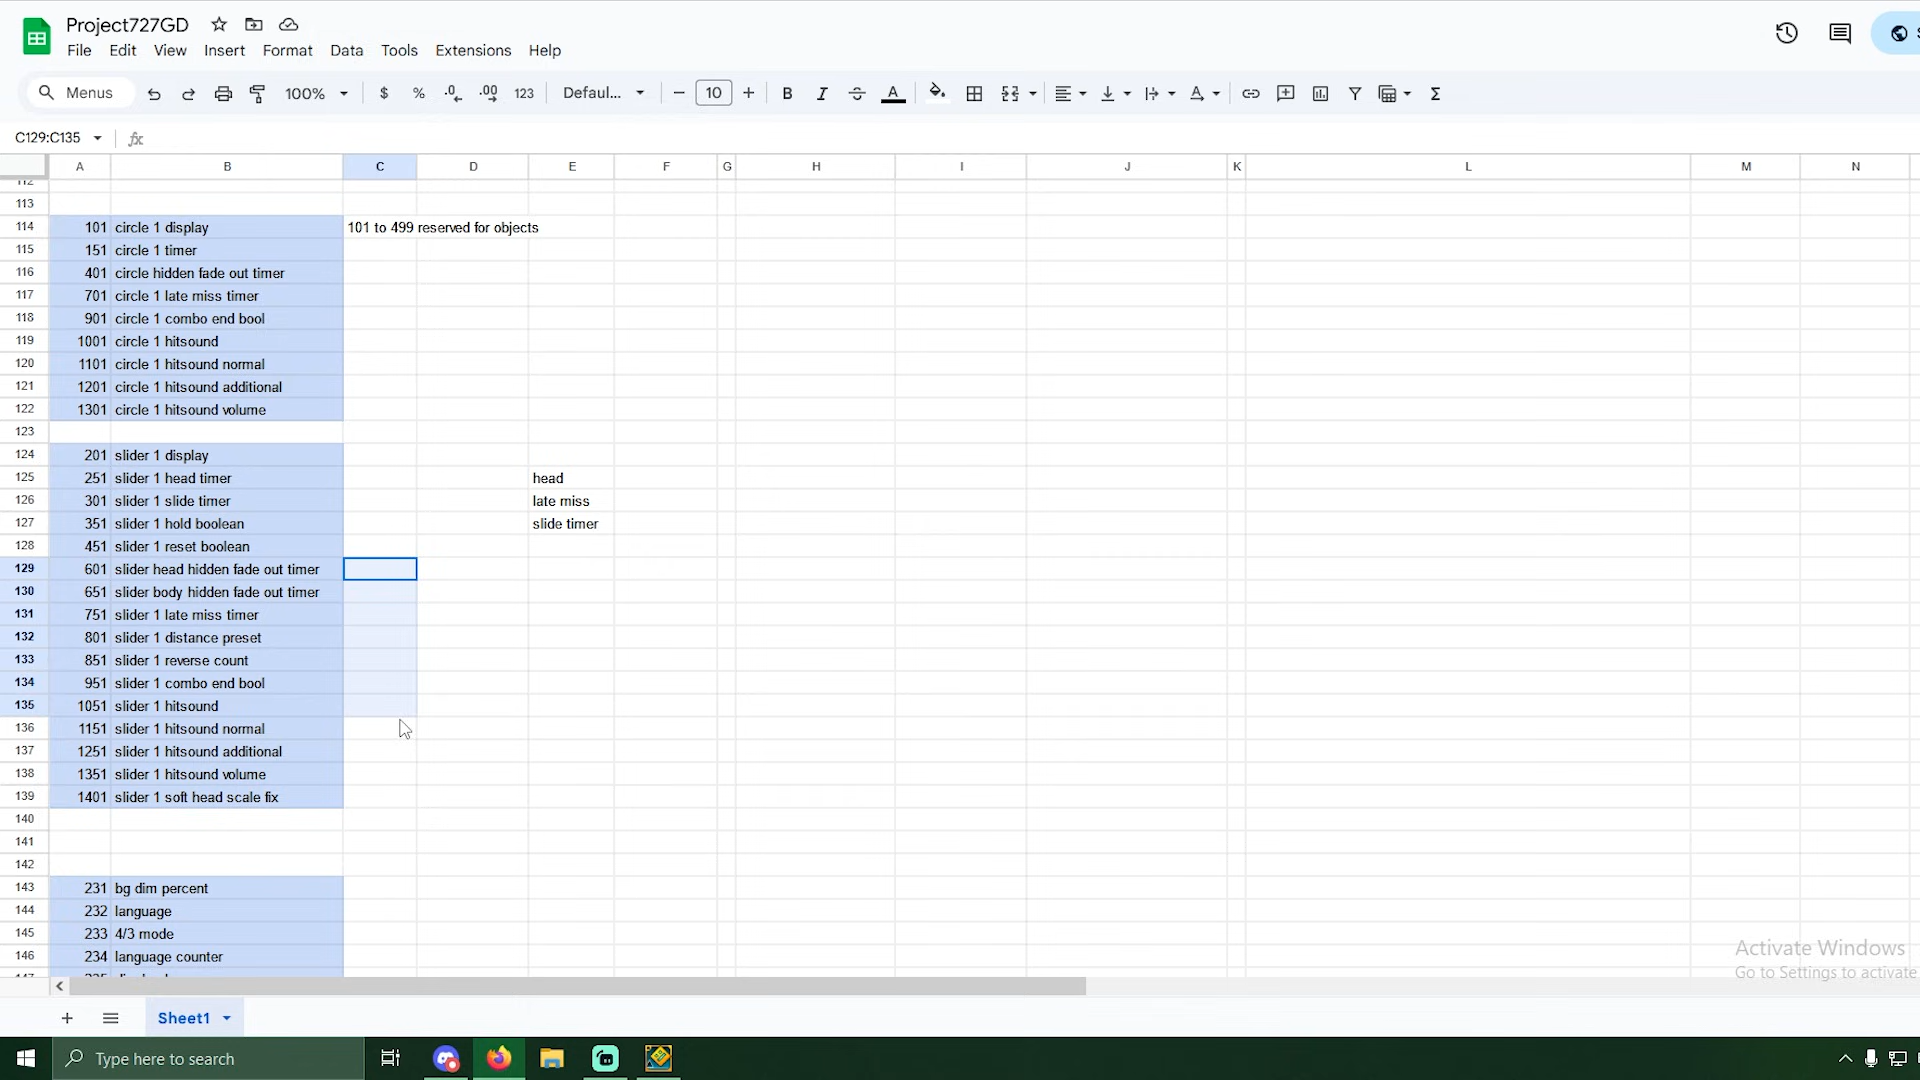 Project727GD
File Edit View Insert Format Data Tools Extensions Help
Menus 100% $ % .0 .00 123 Defaul... − 10 + B I A Σ
C129:C135 fx
A B C D E F G H I J K L M N
113
114 101 circle 1 display 101 to 499 reserved for objects
115 151 circle 1 timer
116 401 circle hidden fade out timer
117 701 circle 1 late miss timer
118 901 circle 1 combo end bool
119 1001 circle 1 hitsound
120 1101 circle 1 hitsound normal
121 1201 circle 1 hitsound additional
122 1301 circle 1 hitsound volume
123
124 201 slider 1 display
125 251 slider 1 head timer head
126 301 slider 1 slide timer late miss
127 351 slider 1 hold boolean slide timer
128 451 slider 1 reset boolean
129 601 slider head hidden fade out timer
130 651 slider body hidden fade out timer
131 751 slider 1 late miss timer
132 801 slider 1 distance preset
133 851 slider 1 reverse count
134 951 slider 1 combo end bool
135 1051 slider 1 hitsound
136 1151 slider 1 hitsound normal
137 1251 slider 1 hitsound additional
138 1351 slider 1 hitsound volume
139 1401 slider 1 soft head scale fix
140
141
142
143 231 bg dim percent
144 232 language
145 233 4/3 mode
146 234 language counter
Activate Windows
Go to Settings to activate
Sheet1
Type here to search